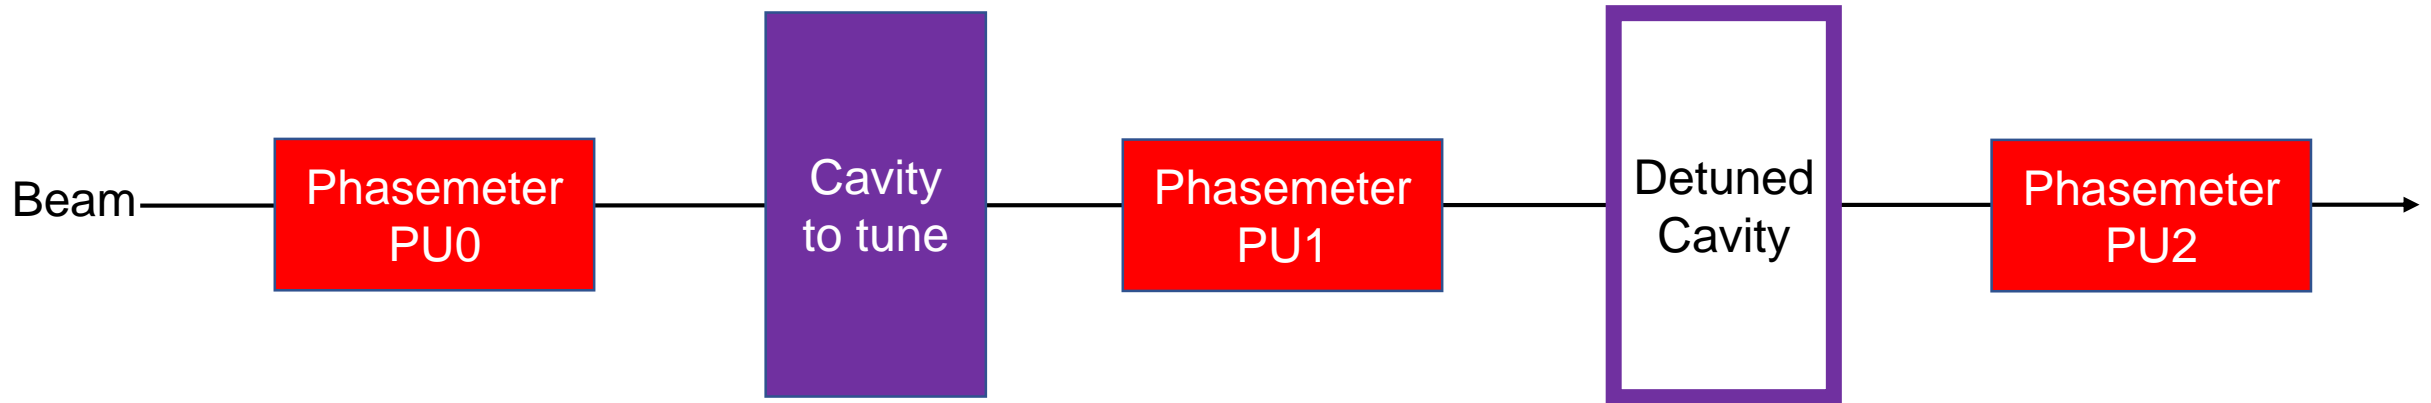 Beam
Phasemeter
PU0
Cavity
to tune
Phasemeter
PU1
Detuned
Cavity
Phasemeter
PU2